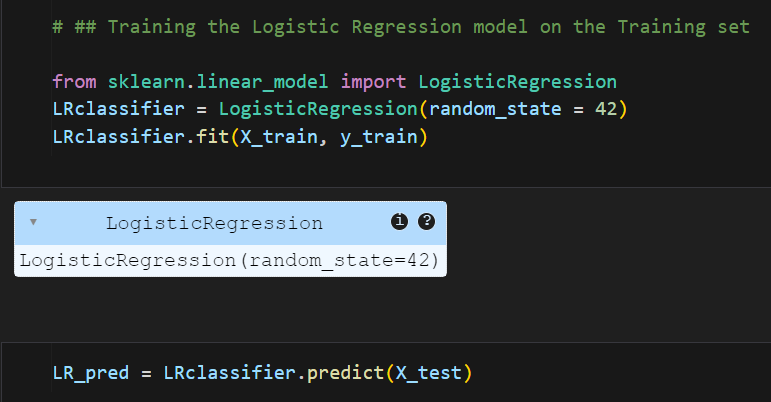 # ## Training the Logistic Regression model on the Training set
from sklearn.linear_model import LogisticRegression
LRclassifier = LogisticRegression(random_state = 42)
LRclassifier.fit(X_train, y_train)
▾ LogisticRegression i ?
LogisticRegression(random_state=42)
LR_pred = LRclassifier.predict(X_test)